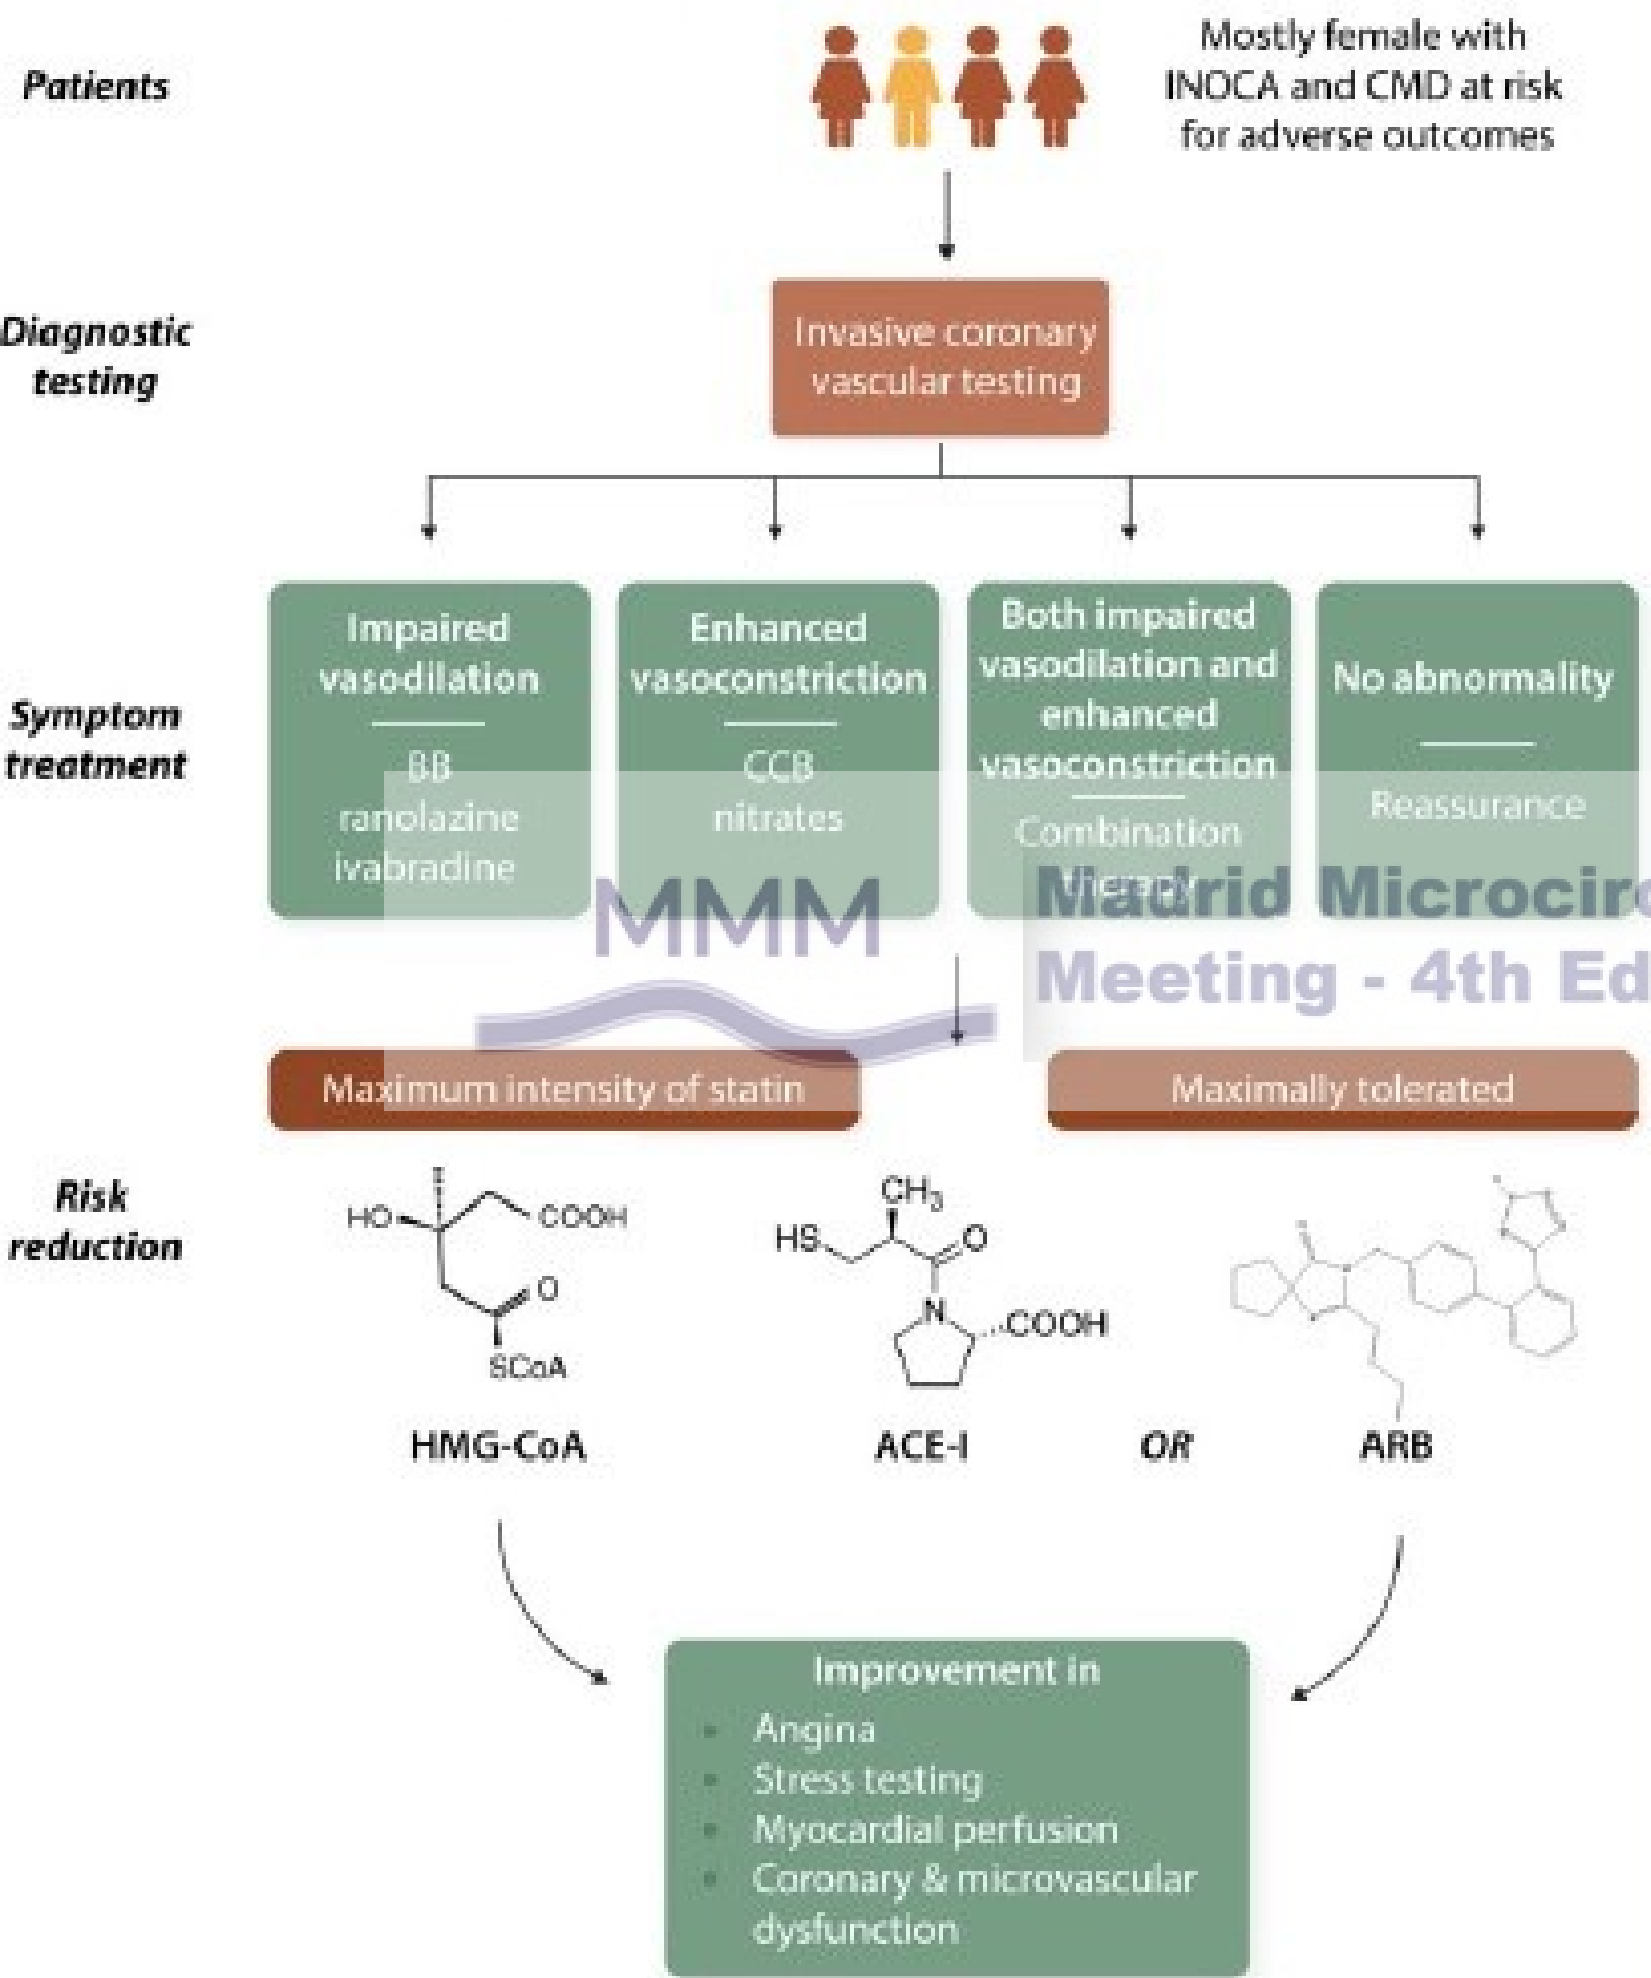 Patients
Mostly female with
INOCA and CMD at risk
for adverse outcomes
Diagnostic
testing
Invasive coronary
vascular testing
Symptom
treatment
Impaired
vasodilation
BB
ranolazine
ivabradine
Enhanced
vasoconstriction
CCB
nitrates
Both impaired
vasodilation and
enhanced
vasoconstriction
Combination
therapy
No abnormality
Reassurance
MMM
Madrid Microcirc
Meeting - 4th Ed
Maximum intensity of statin
Maximally tolerated
Risk
reduction
HO
COOH
O
SCoA
HMG-CoA
CH3
HS
O
N
COOH
ACE-I
OR
ARB
Improvement in
• Angina
• Stress testing
• Myocardial perfusion
• Coronary & microvascular
dysfunction